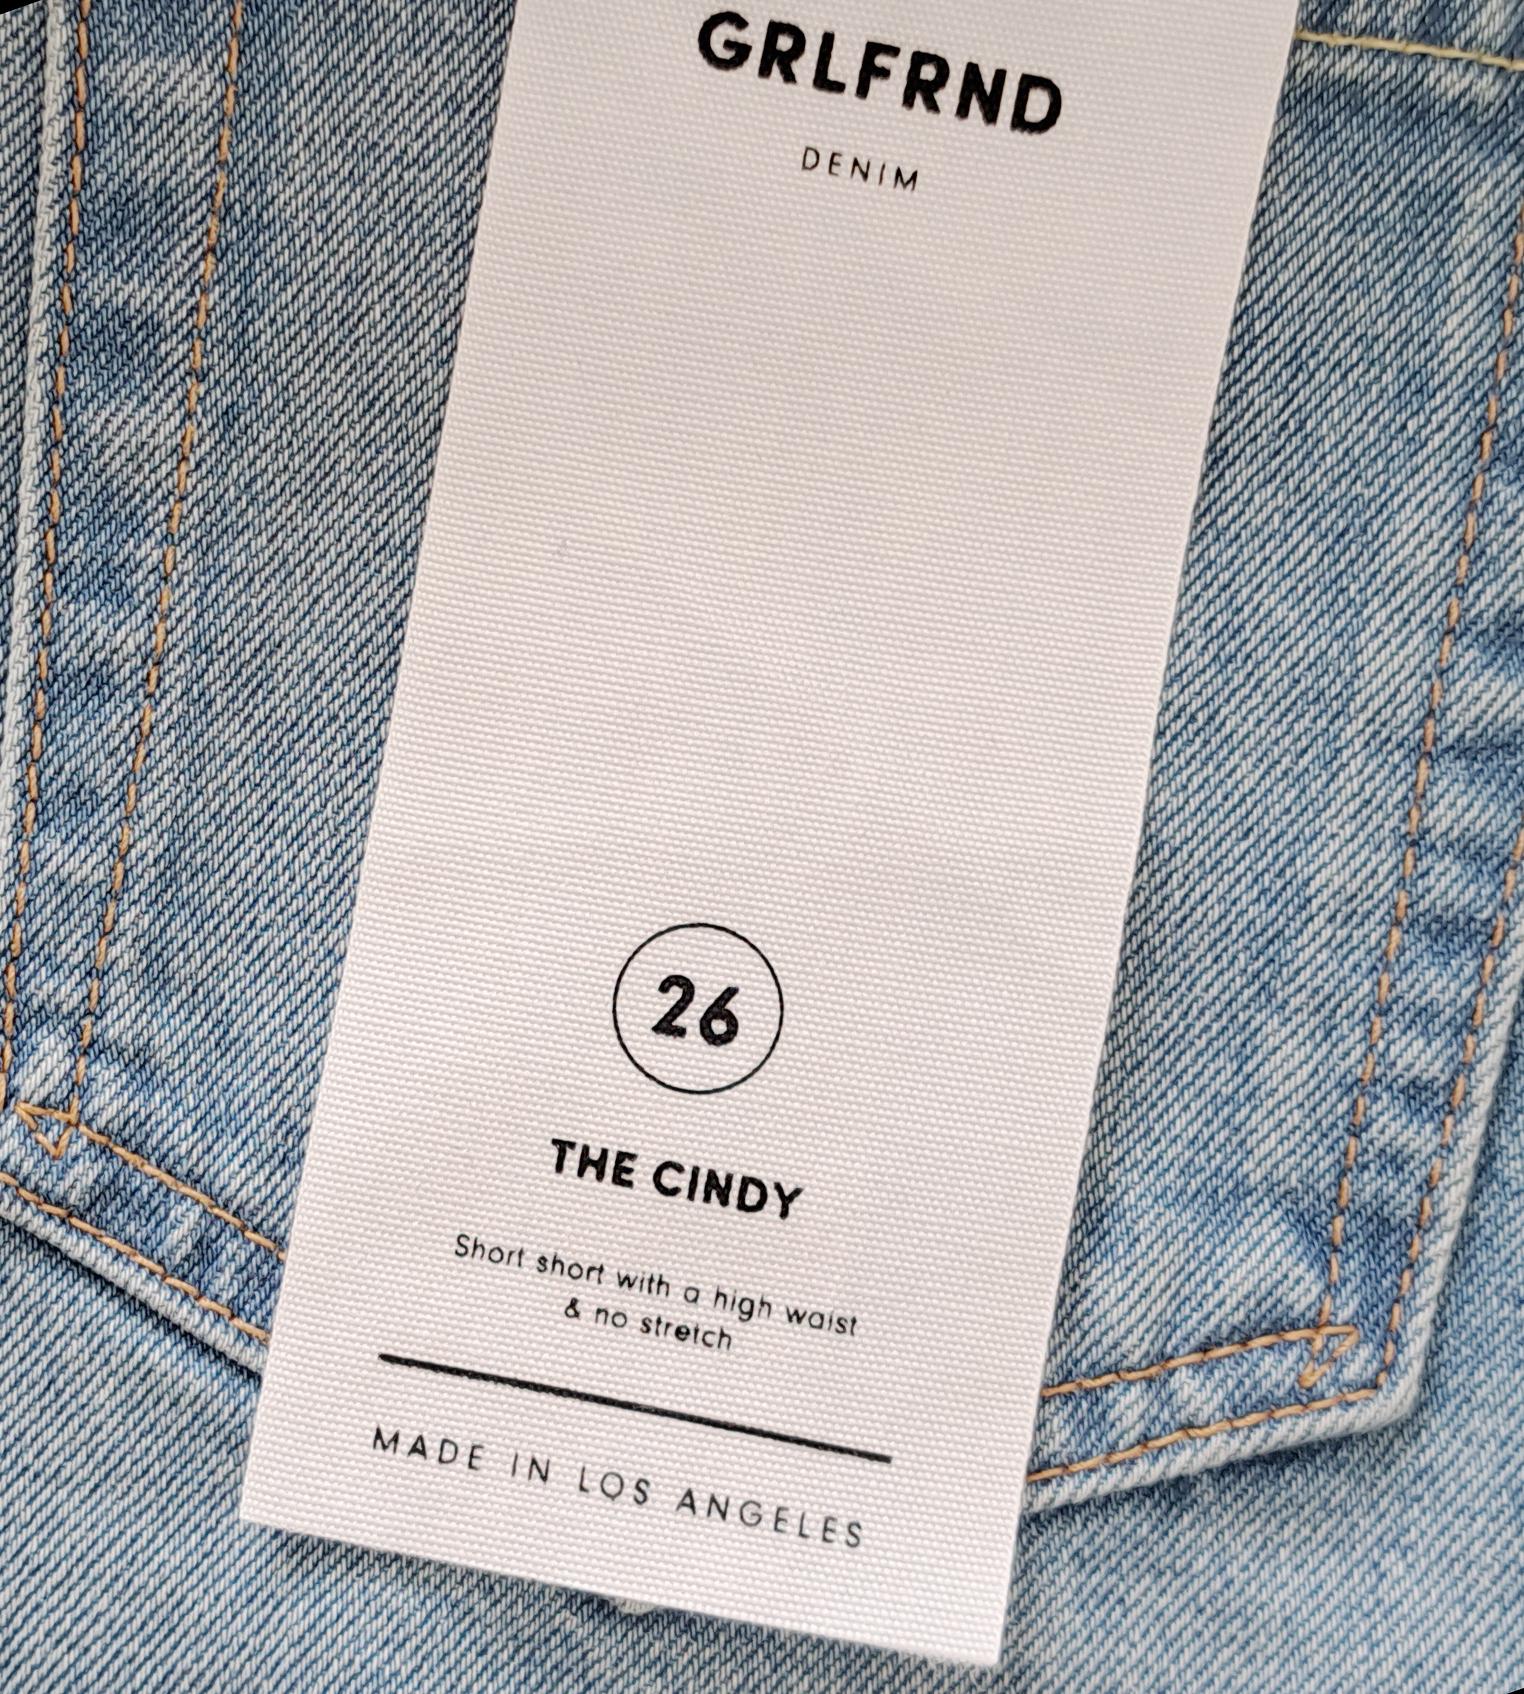 GRLFRND
DENIM
26
THE CINDY
Short short with a high waist
& no stretch
MADE IN LOS ANGELES